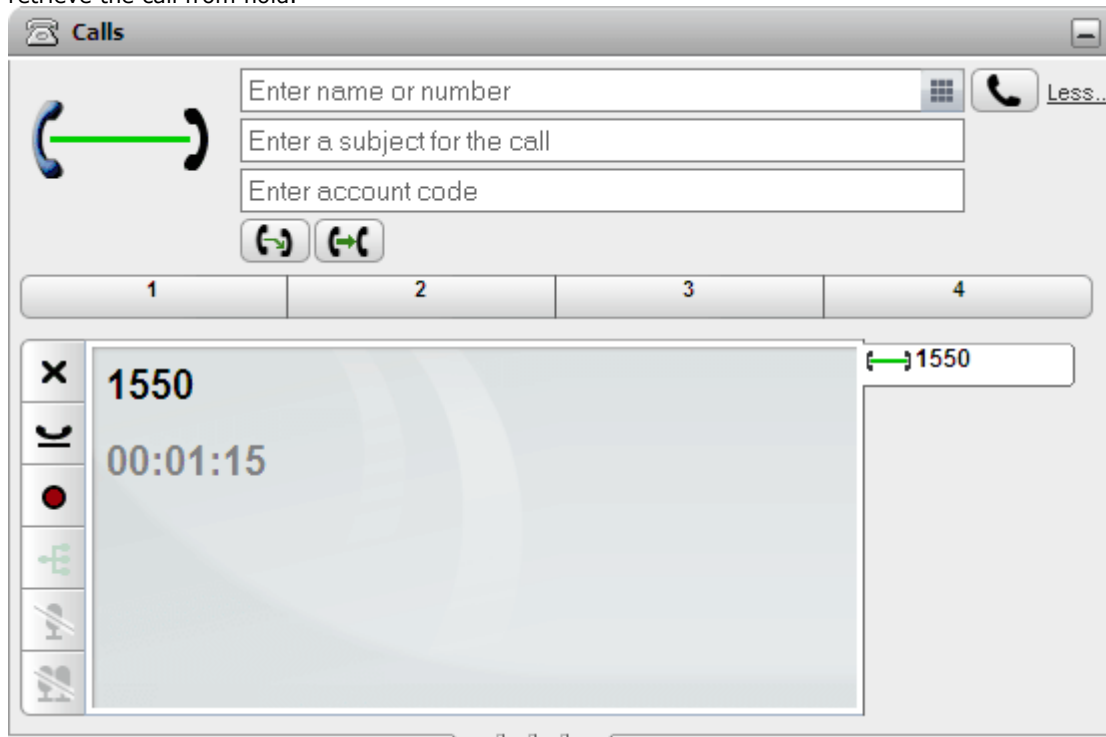 retrieve the call from hold.
Calls
Enter name or number
Less..
Enter a subject for the call
Enter account code
1 2 3 4
1550
00:01:15
1550